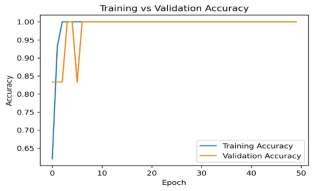 Training vs Validation Accuracy
1.00
0.95
0.90
0.85
0.80
0.75
0.70
0.65
Accuracy
Training Accuracy
Validation Accuracy
0 10 20 30 40 50
Epoch